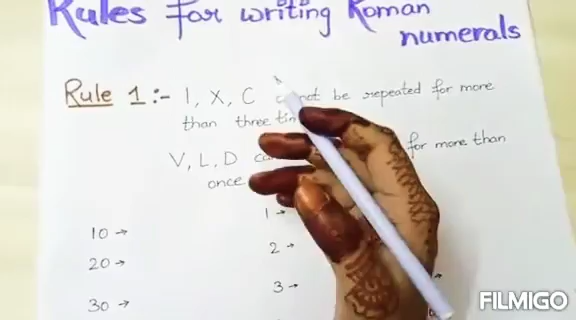 Rules for writing Roman
numerals
Rule 1:- I, X, C be repeated for more
than three
V, L, D for more than
once
1 →
10 →
2 →
20 →
3 →
30 →
FILMIGO